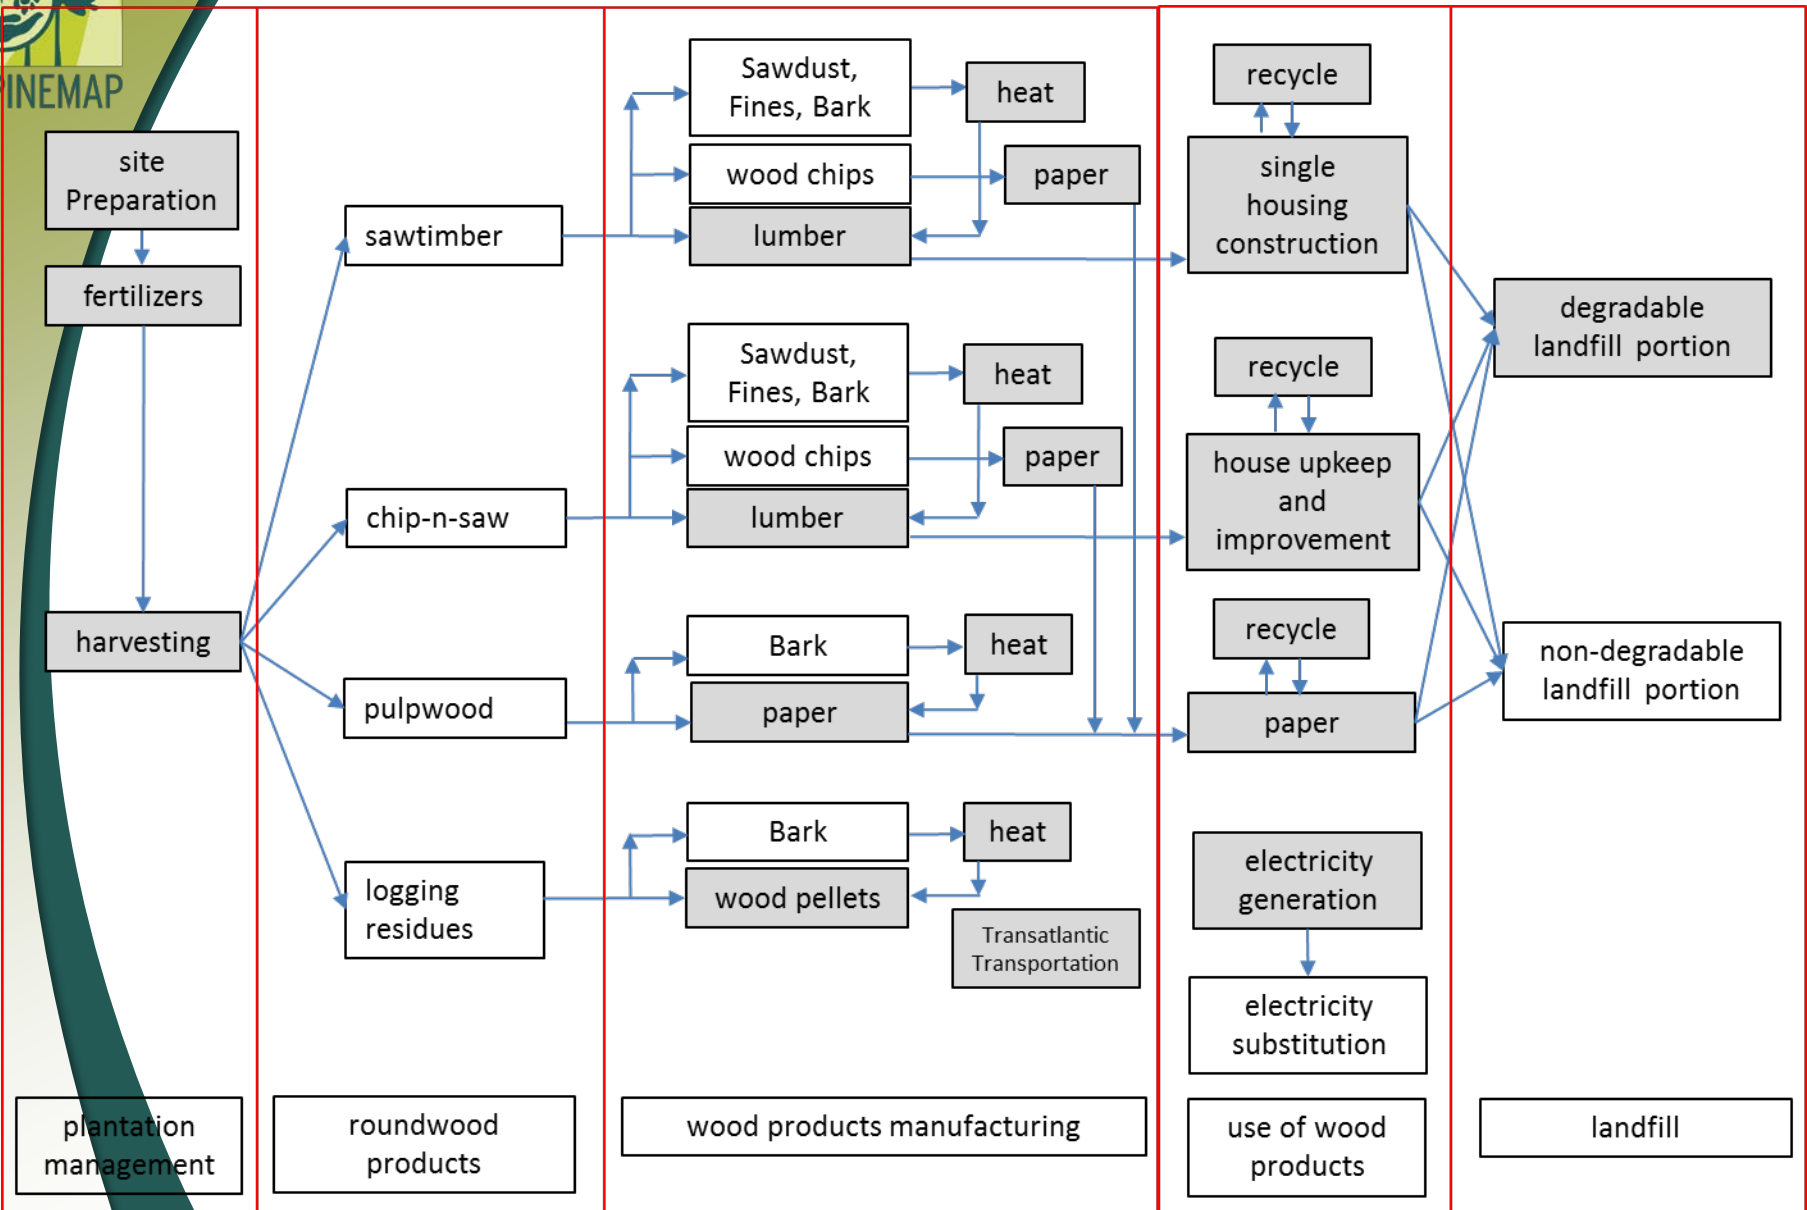 PINEMAP
site
Preparation
fertilizers
harvesting
plantation
management
sawtimber
chip-n-saw
pulpwood
logging
residues
roundwood
products
Sawdust,
Fines, Bark
heat
wood chips
paper
lumber
Sawdust,
Fines, Bark
heat
wood chips
paper
lumber
Bark
heat
paper
Bark
heat
wood pellets
Transatlantic
Transportation
wood products manufacturing
recycle
single
housing
construction
recycle
house upkeep
and
improvement
recycle
paper
electricity
generation
electricity
substitution
use of wood
products
degradable
landfill portion
non-degradable
landfill portion
landfill